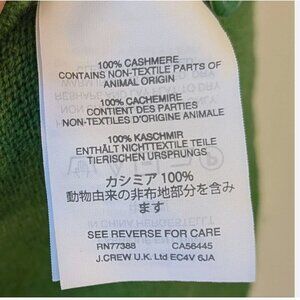 100% CASHMERE
CONTAINS NON-TEXTILE PARTS OF
ANIMAL ORIGIN
100% CACHEMIRE
CONTIENT DES PARTIES
NON-TEXTILES D'ORIGINE ANIMALE
100% KASCHMIR
ENTHÄLT NICHTTEXTILE TEILE
TIERISCHEN URSPRUNGS
カシミア 100%
動物由来の非布地部分を含み
ます
SEE REVERSE FOR CARE
RN77388 CA56445
J.CREW U.K. Ltd EC4V 6JA